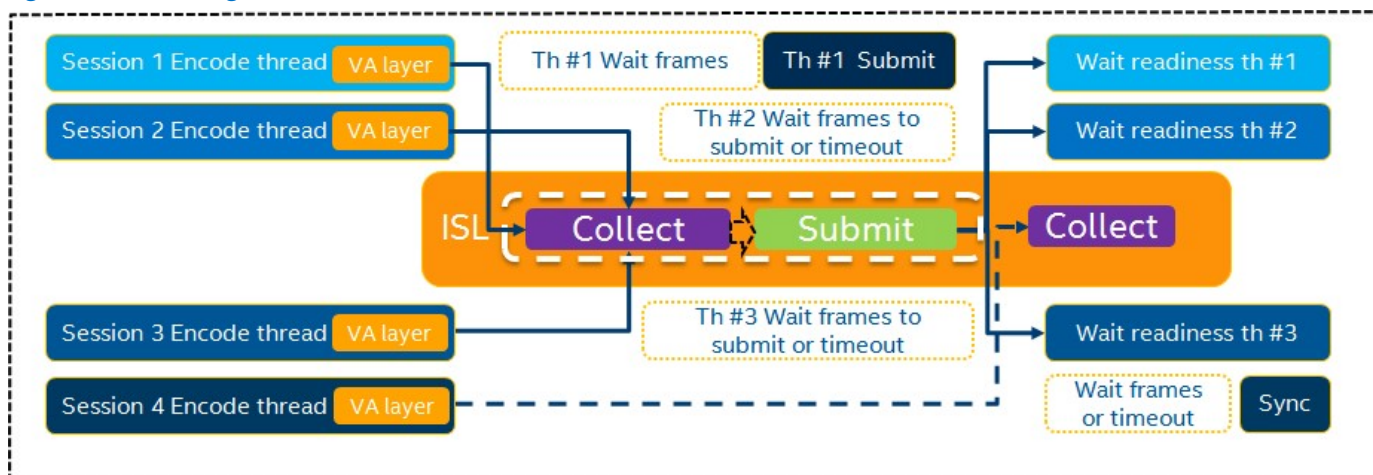 Session 1 Encode thread VA layer
Th #1 Wait frames
Th #1 Submit
Wait readiness th #1
Session 2 Encode thread VA layer
Th #2 Wait frames to
submit or timeout
Wait readiness th #2
ISL
Collect
Submit
Collect
Session 3 Encode thread VA layer
Th #3 Wait frames to
submit or timeout
Wait readiness th #3
Session 4 Encode thread VA layer
Wait frames
or timeout
Sync